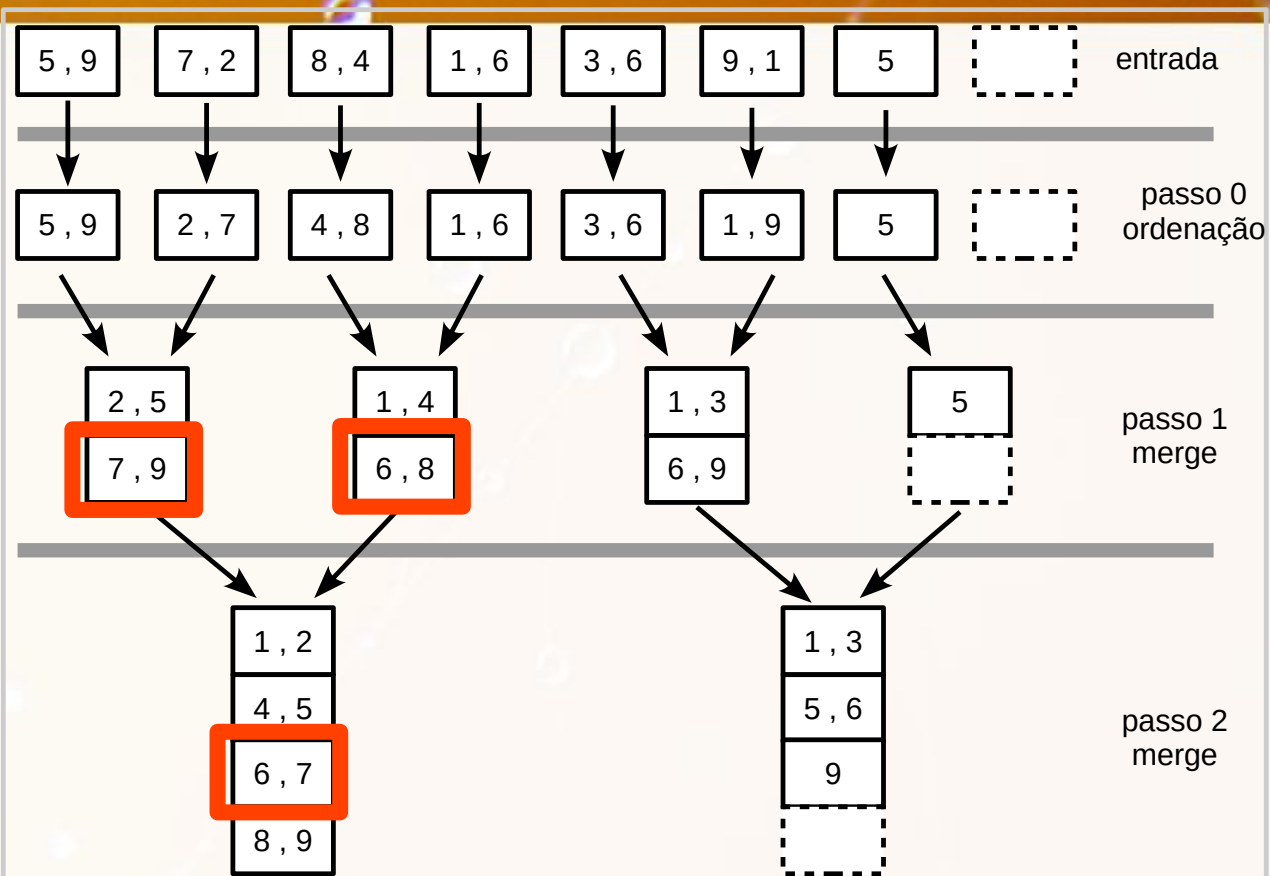 5 , 9 7 , 2 8 , 4 1 , 6 3 , 6 9 , 1 5 entrada
passo 0
5 , 9 2 , 7 4 , 8 1 , 6 3 , 6 1 , 9 5 ordenação
2 , 5 1 , 4 1 , 3 5
passo 1
7 , 9 6 , 8 6 , 9 merge
1 , 2 1 , 3
4 , 5 5 , 6
passo 2
6 , 7 9 merge
8 , 9